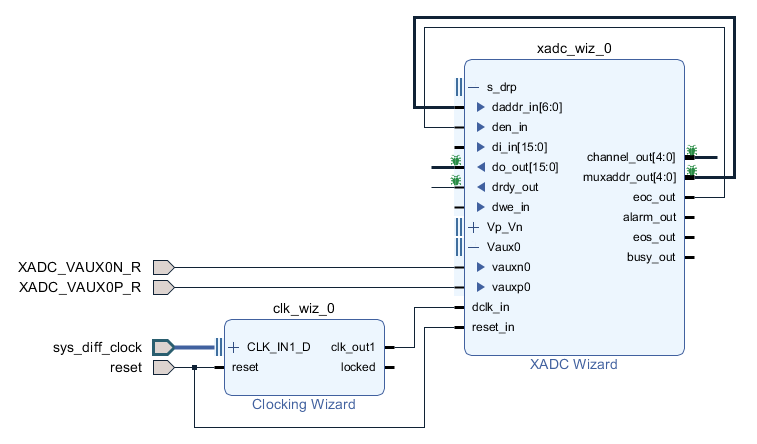 xadc_wiz_0
s_drp
daddr_in[6:0]
den_in
di_in[15:0]
do_out[15:0]
drdy_out
dwe_in
Vp_Vn
Vaux0
vauxn0
vauxp0
dclk_in
reset_in
channel_out[4:0]
muxaddr_out[4:0]
eoc_out
alarm_out
eos_out
busy_out
XADC Wizard
XADC_VAUX0N_R
XADC_VAUX0P_R
sys_diff_clock
reset
clk_wiz_0
CLK_IN1_D
reset
clk_out1
locked
Clocking Wizard